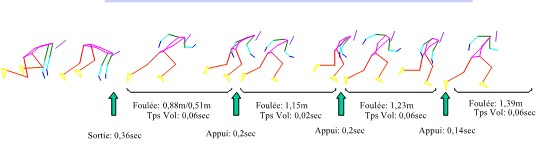 Foulée: 0,88m/0,51m
Tps Vol: 0,06sec
Foulée: 1,15m
Tps Vol: 0,02sec
Foulée: 1,23m
Tps Vol: 0,06sec
Foulée: 1,39m
Tps Vol: 0,06sec
Sortie: 0,36sec
Appui: 0,2sec
Appui: 0,2sec
Appui: 0,14sec